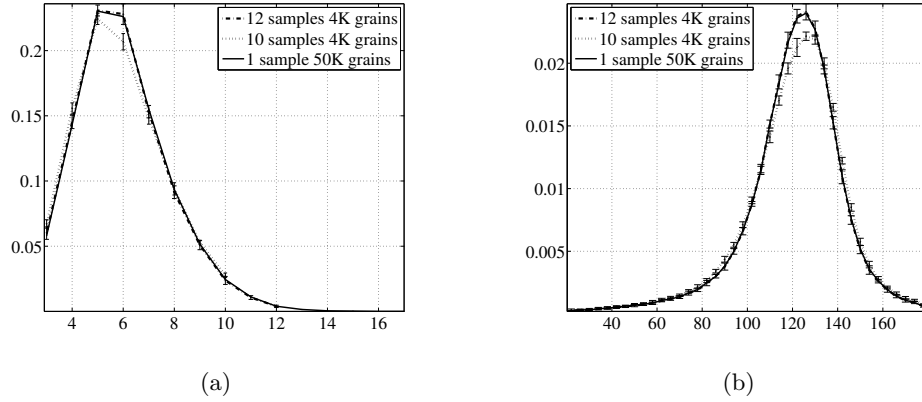 12 samples 4K grains
10 samples 4K grains
1 sample 50K grains
0.2
0.15
0.1
0.05
4 6 8 10 12 14 16
(a)
12 samples 4K grains
10 samples 4K grains
1 sample 50K grains
0.02
0.015
0.01
0.005
40 60 80 100 120 140 160
(b)